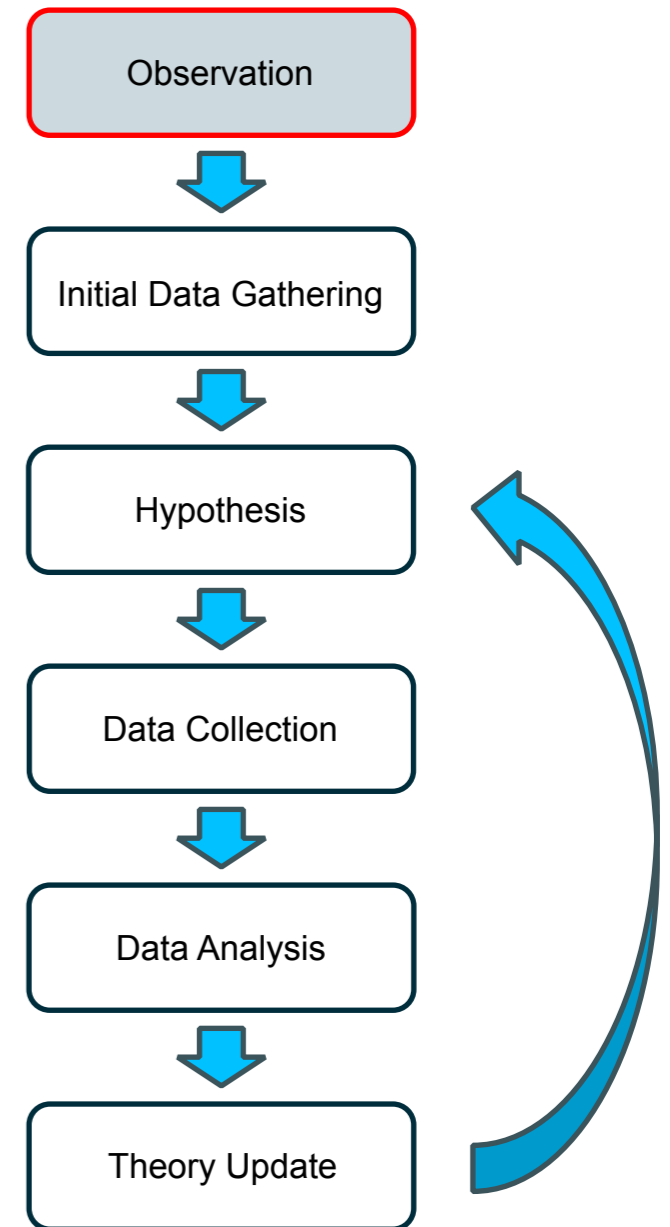 Observation
Initial Data Gathering
Hypothesis
Data Collection
Data Analysis
Theory Update